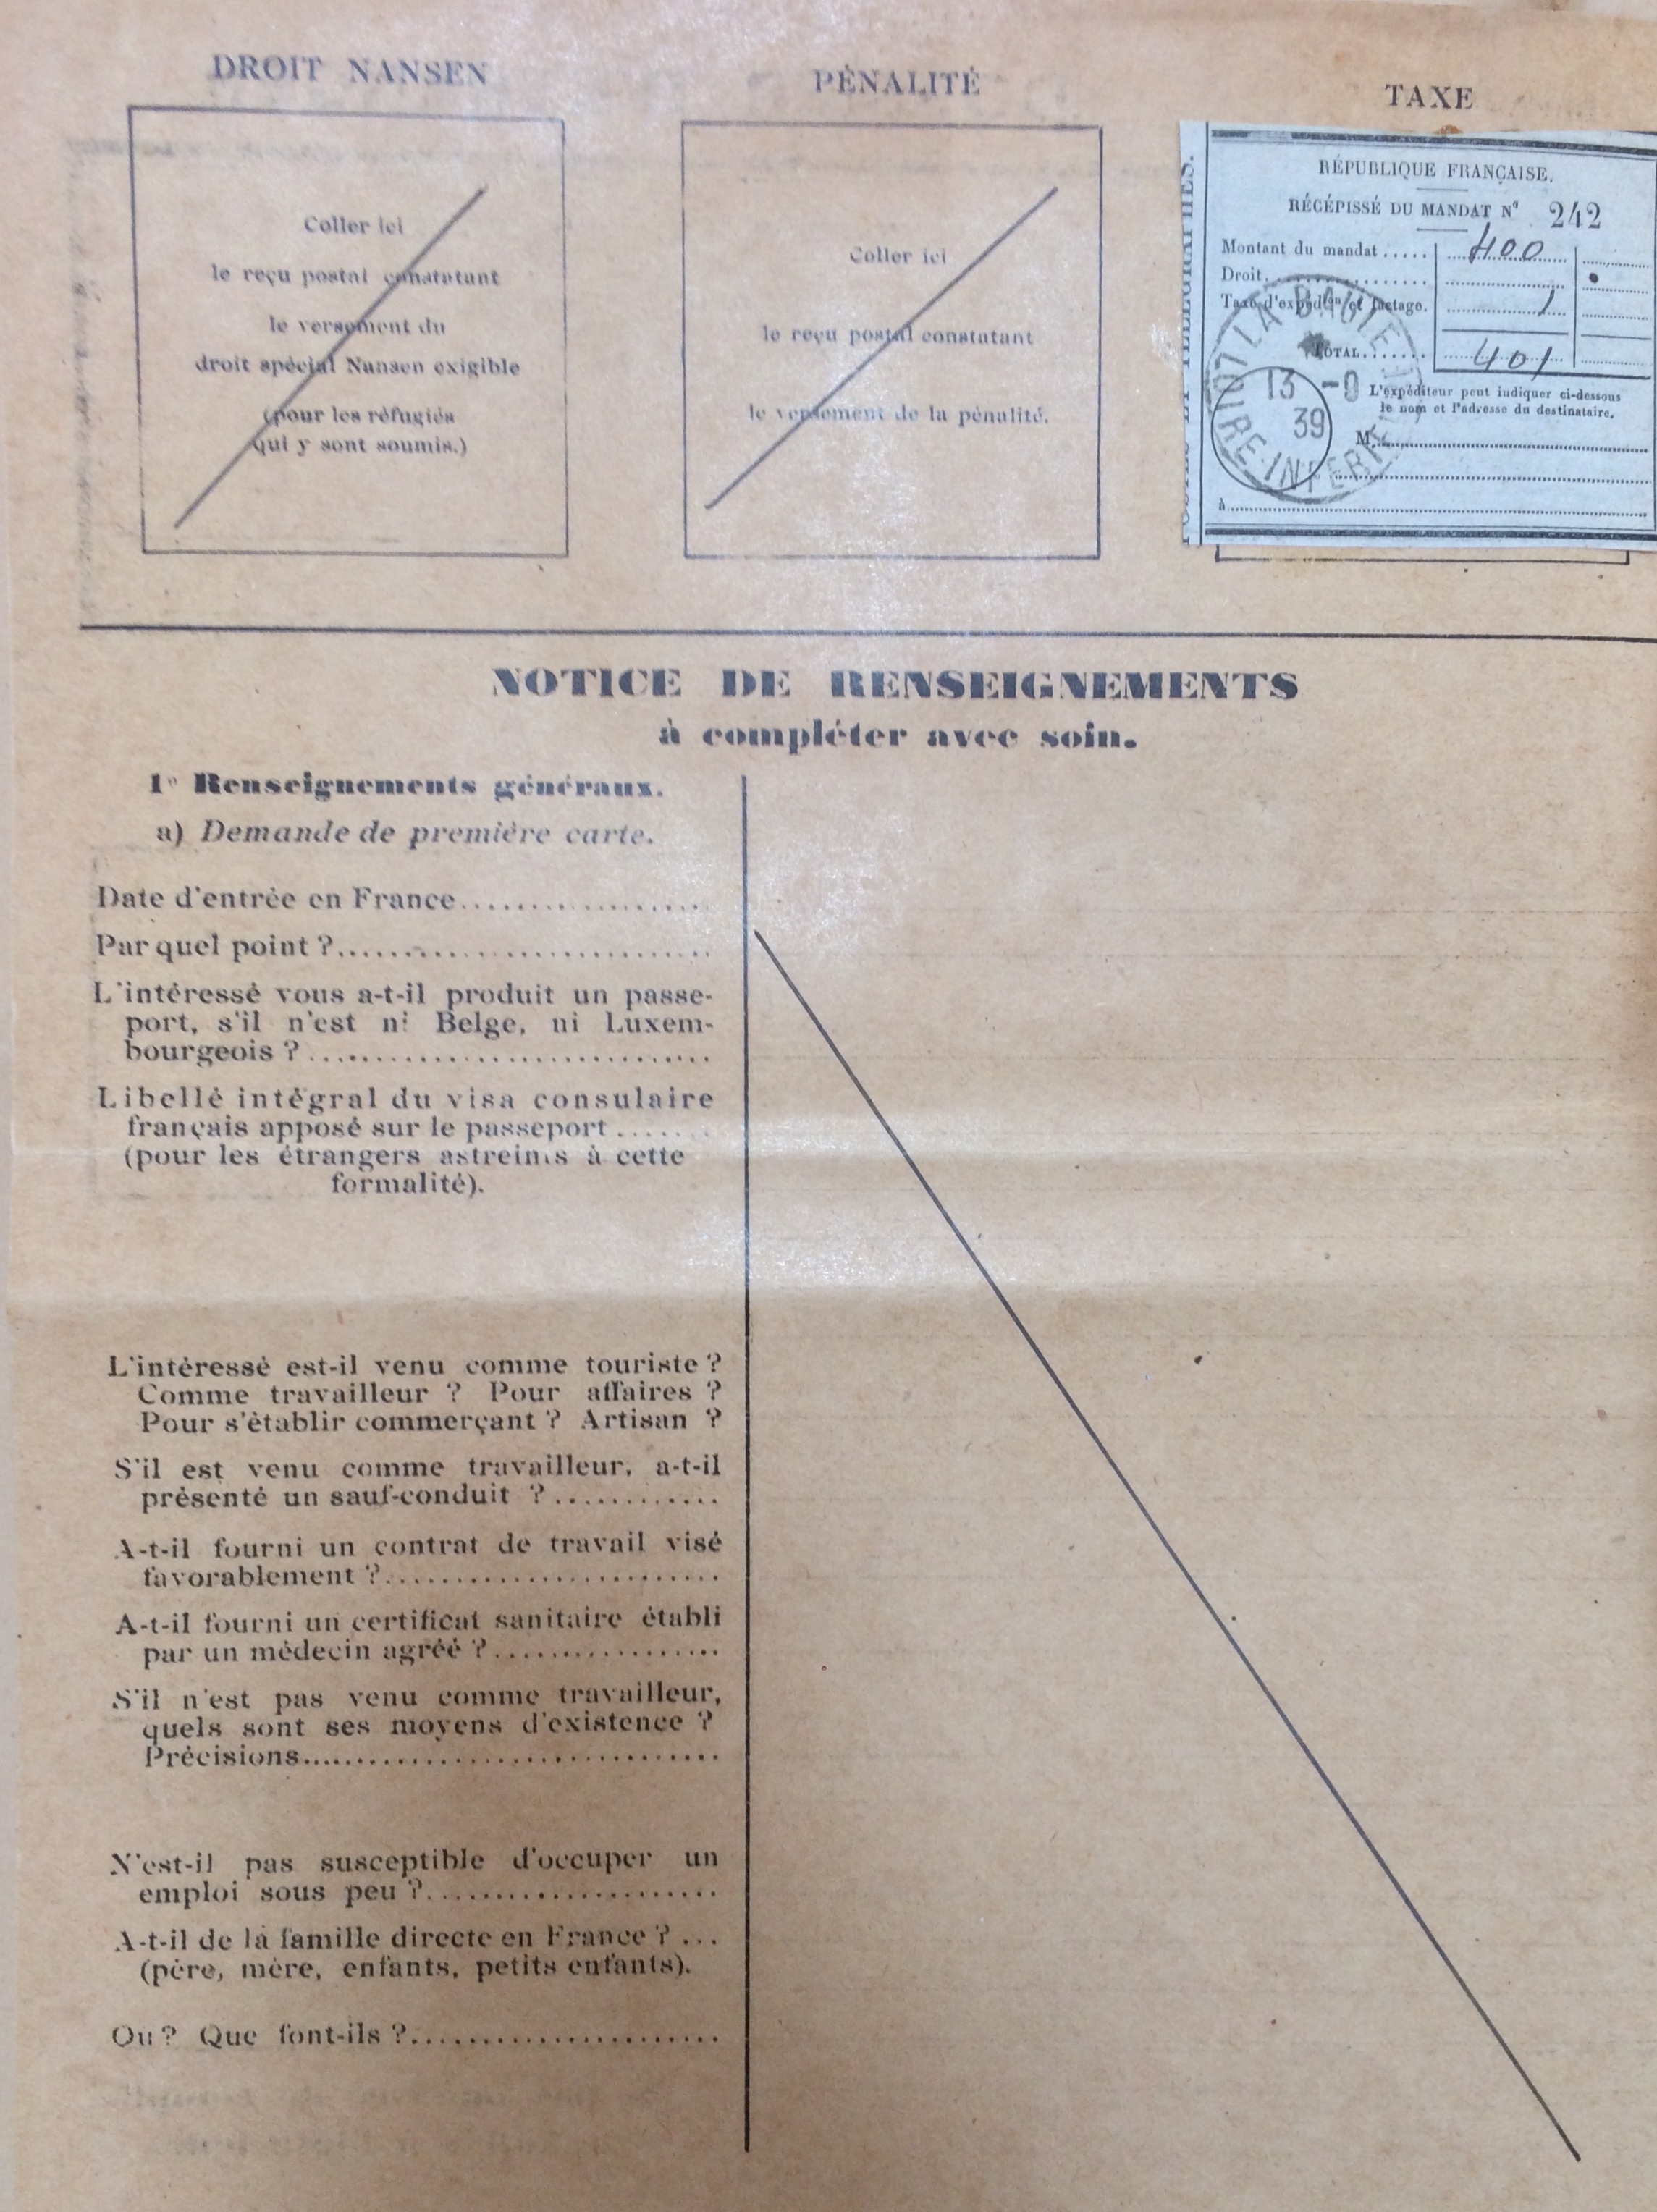 DROIT NANSEN
Coller ici
le reçu postal constatant
le versement du
droit spécial Nansen exigible
(pour les réfugiés
qui y sont soumis.)
PÉNALITÉ
Coller ici
le reçu postal constatant
le versement de la pénalité.
TAXE
RÉPUBLIQUE FRANÇAISE.
RÉCÉPISSÉ DU MANDAT N° 242
Montant du mandat ..... 400
Droit.
Taxe d'expéd'on et factage. 1
TOTAL....... 401
LA BAULE
13 -
39
LOIRE-INFERRE
L'expéditeur peut indiquer ci-dessous
le nom et l'adresse du destinataire.
M.
à
NOTICE DE RENSEIGNEMENTS
à compléter avec soin.
1° Renseignements généraux.
a) Demande de première carte.
Date d'entrée en France...................
Par quel point ?.............................
L'intéressé vous a-t-il produit un passe-
port, s'il n'est ni Belge, ni Luxem-
bourgeois ?..............................
Libellé intégral du visa consulaire
français apposé sur le passeport .......
(pour les étrangers astreints à cette
formalité).
L'intéressé est-il venu comme touriste ?
Comme travailleur ? Pour affaires ?
Pour s'établir commerçant ? Artisan ?
S'il est venu comme travailleur, a-t-il
présenté un sauf-conduit ?............
A-t-il fourni un contrat de travail visé
favorablement ?........................
A-t-il fourni un certificat sanitaire établi
par un médecin agréé ?.................
S'il n'est pas venu comme travailleur,
quels sont ses moyens d'existence ?
Précisions...............................
N'est-il pas susceptible d'occuper un
emploi sous peu ?.....................
A-t-il de la famille directe en France ? ...
(père, mère, enfants, petits enfants).
Ou ? Que font-ils ?......................